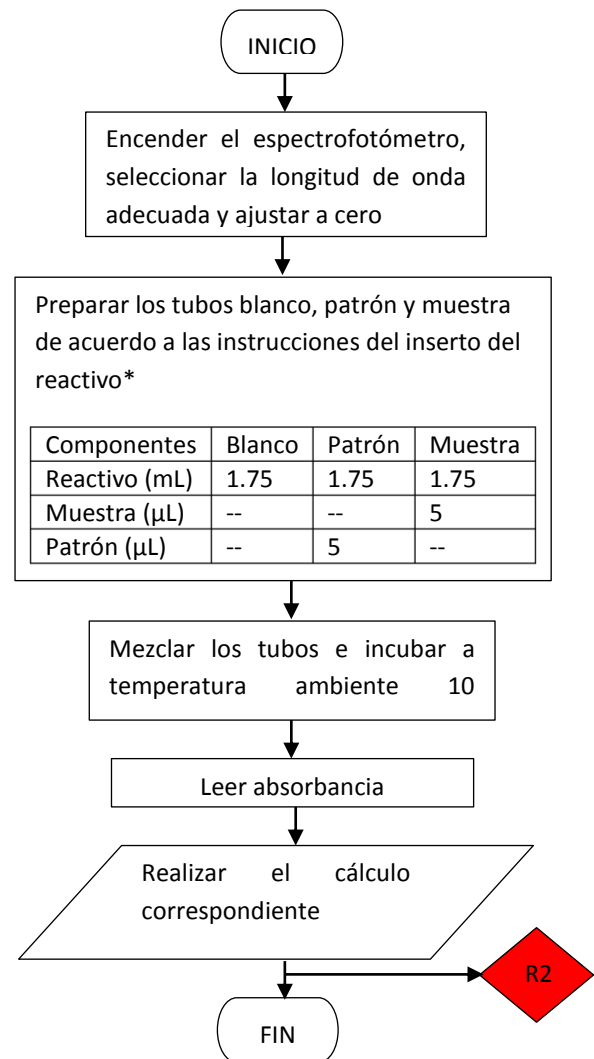 INICIO
Encender el espectrofotómetro,
seleccionar la longitud de onda
adecuada y ajustar a cero
Preparar los tubos blanco, patrón y muestra
de acuerdo a las instrucciones del inserto del
reactivo*
Componentes Blanco Patrón Muestra
Reactivo (mL) 1.75 1.75 1.75
Muestra (µL) -- -- 5
Patrón (µL) -- 5 --
Mezclar los tubos e incubar a
temperatura ambiente 10
Leer absorbancia
Realizar el cálculo
correspondiente
R2
FIN